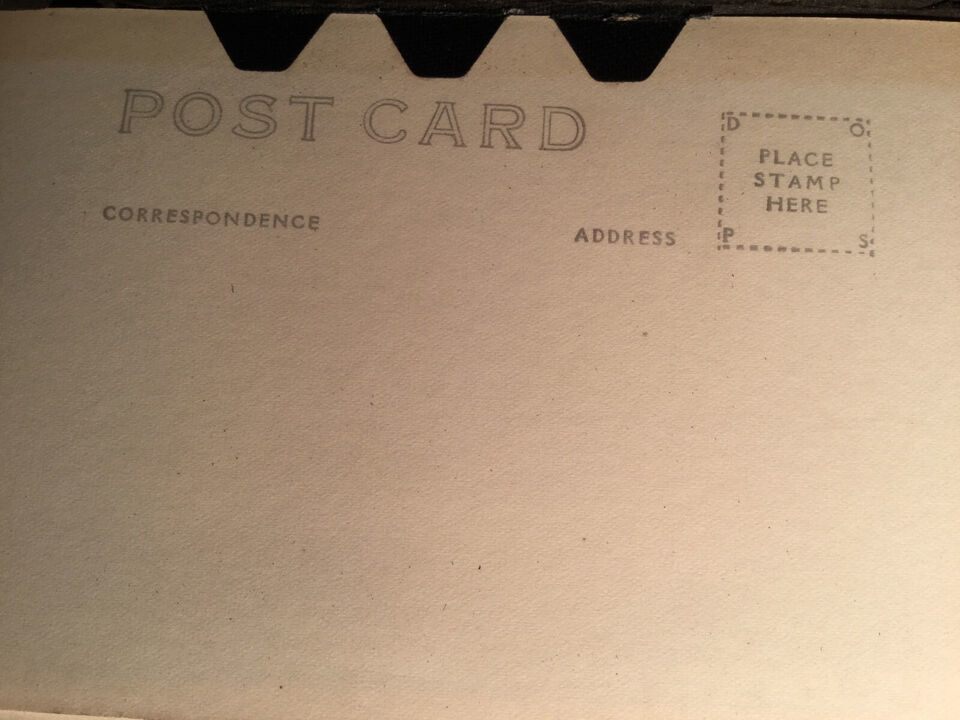 POST CARD
CORRESPONDENCE
ADDRESS
D O
PLACE
STAMP
HERE
P S